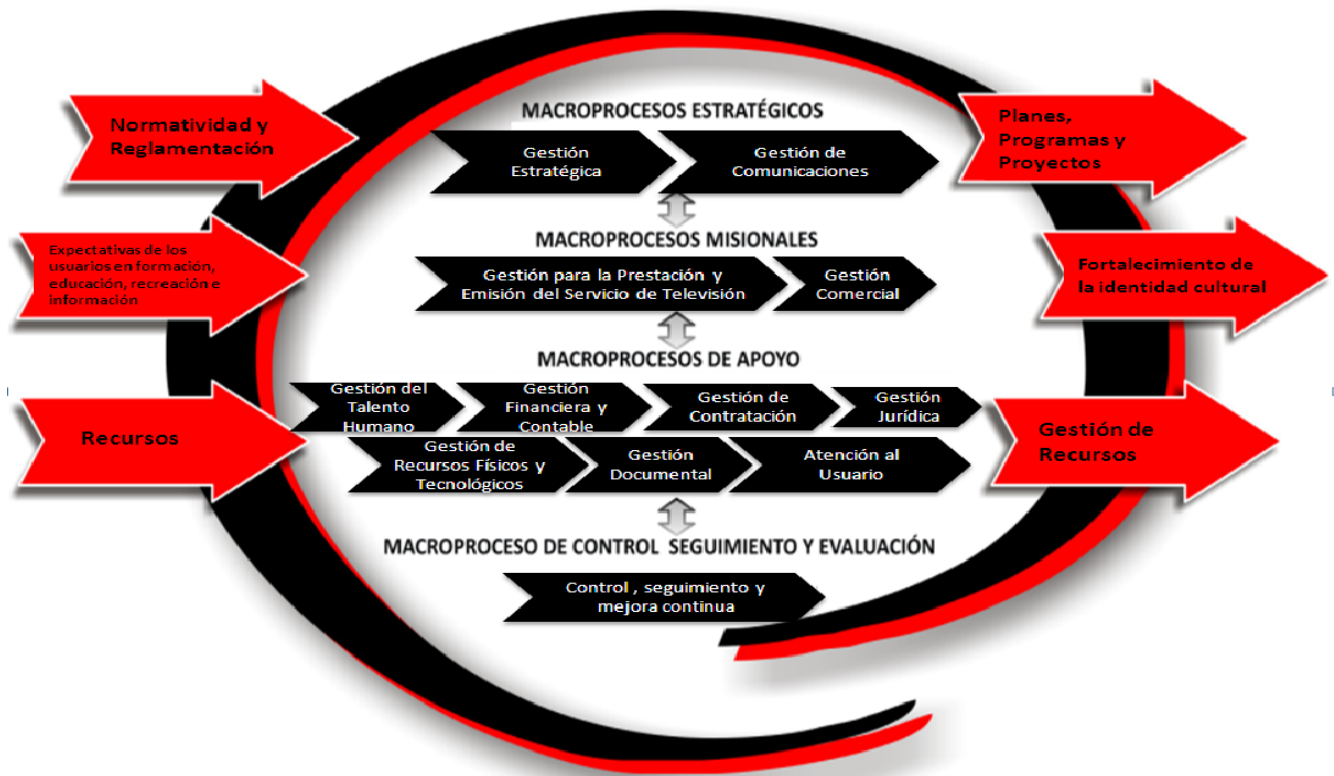 Normatividad y
Reglamentación
Expectativas de los
usuarios en formación,
educación, recreación e
información
Recursos
MACROPROCESOS ESTRATÉGICOS
Gestión
Estratégica
Gestión de
Comunicaciones
MACROPROCESOS MISIONALES
Gestión para la Prestación y
Emisión del Servicio de Televisión
Gestión
Comercial
MACROPROCESOS DE APOYO
Gestión del
Talento
Humano
Gestión
Financiera y
Contable
Gestión de
Contratación
Gestión
Jurídica
Gestión de
Recursos Físicos y
Tecnológicos
Gestión
Documental
Atención al
Usuario
MACROPROCESO DE CONTROL SEGUIMIENTO Y EVALUACIÓN
Control , seguimiento y
mejora continua
Planes,
Programas y
Proyectos
Fortalecimiento de
la identidad cultural
Gestión de
Recursos